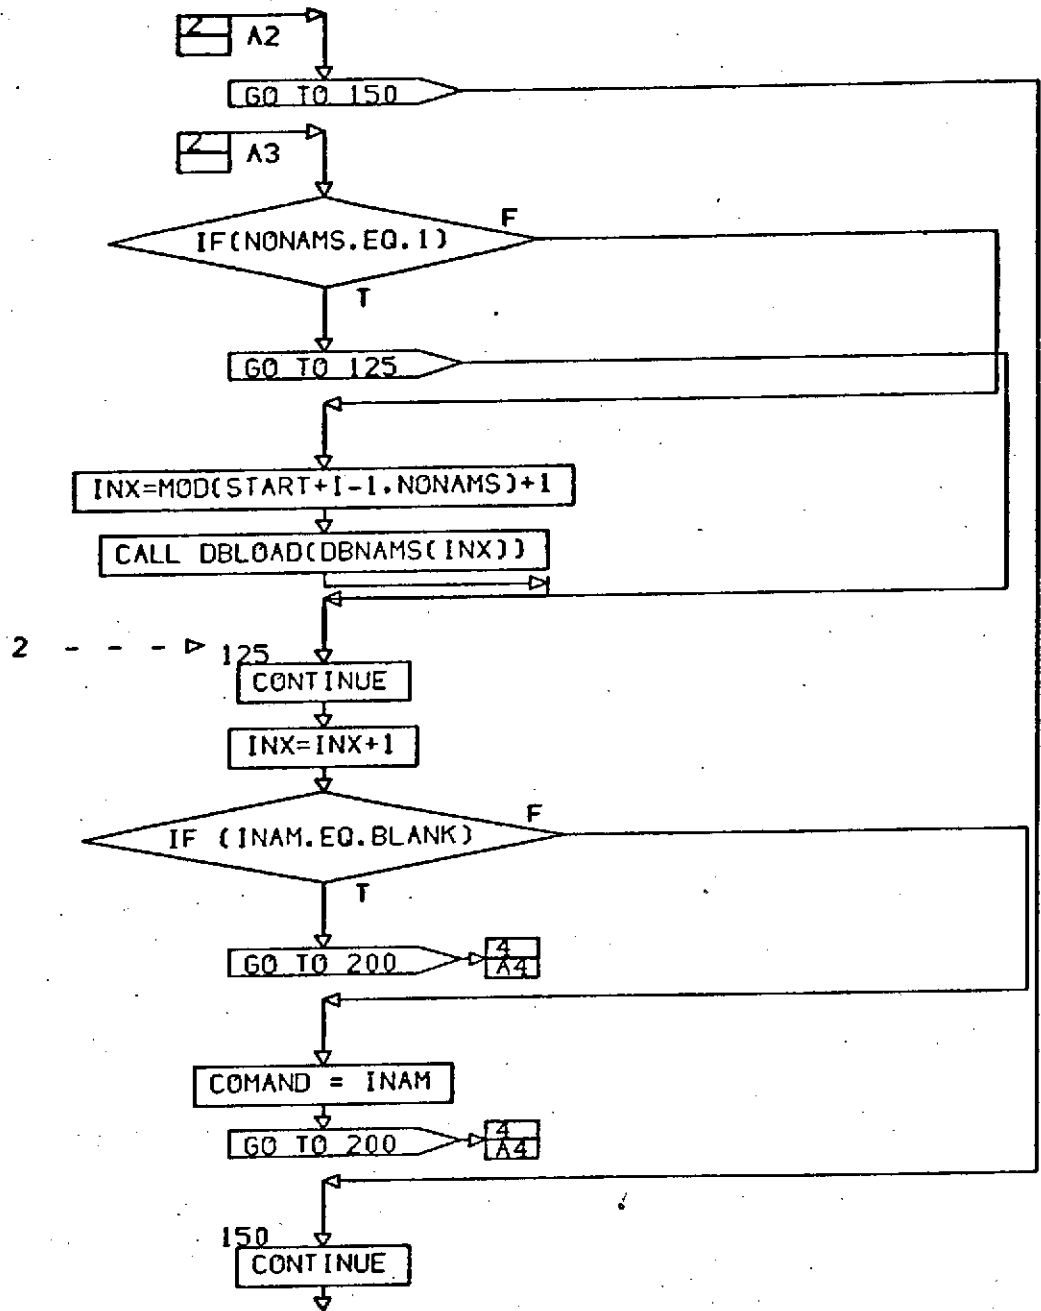 2
A2
GO TO 150
2
A3
F
IF(NONAMS.EQ.1)
T
GO TO 125
INX=MOD(START+I-1.NONAMS)+1
CALL DBLOAD(DBNAMS(INX))
2 - - - 125
CONTINUE
INX=INX+1
F
IF (INAM.EQ.BLANK)
T
GO TO 200
4
A4
COMAND = INAM
GO TO 200
4
A4
150
CONTINUE